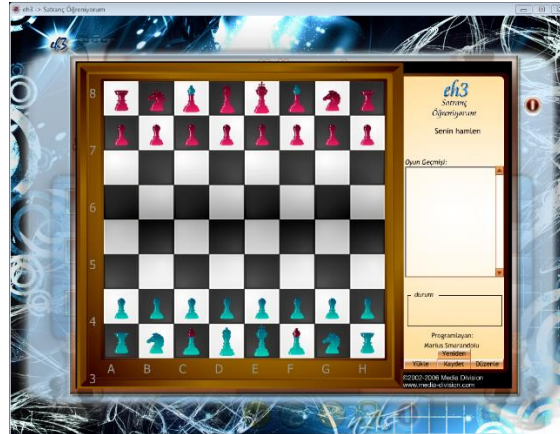 eh3 -> Satranç Öğreniyorum
eh3
eh3
Satranç
Öğreniyorum
Senin hamlen
Oyun Geçmişi:
durum
Programlayan:
Marius Smarandoiu
Yeniden
Yükle Kaydet Düzenle
©2002-2006 Media Division
www.media-division.com
8
7
6
5
4
3
A B C D E F G H